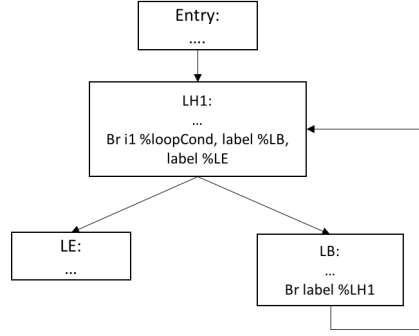 Entry:
....
LH1:
...
Br i1 %loopCond, label %LB,
label %LE
LE:
...
LB:
...
Br label %LH1